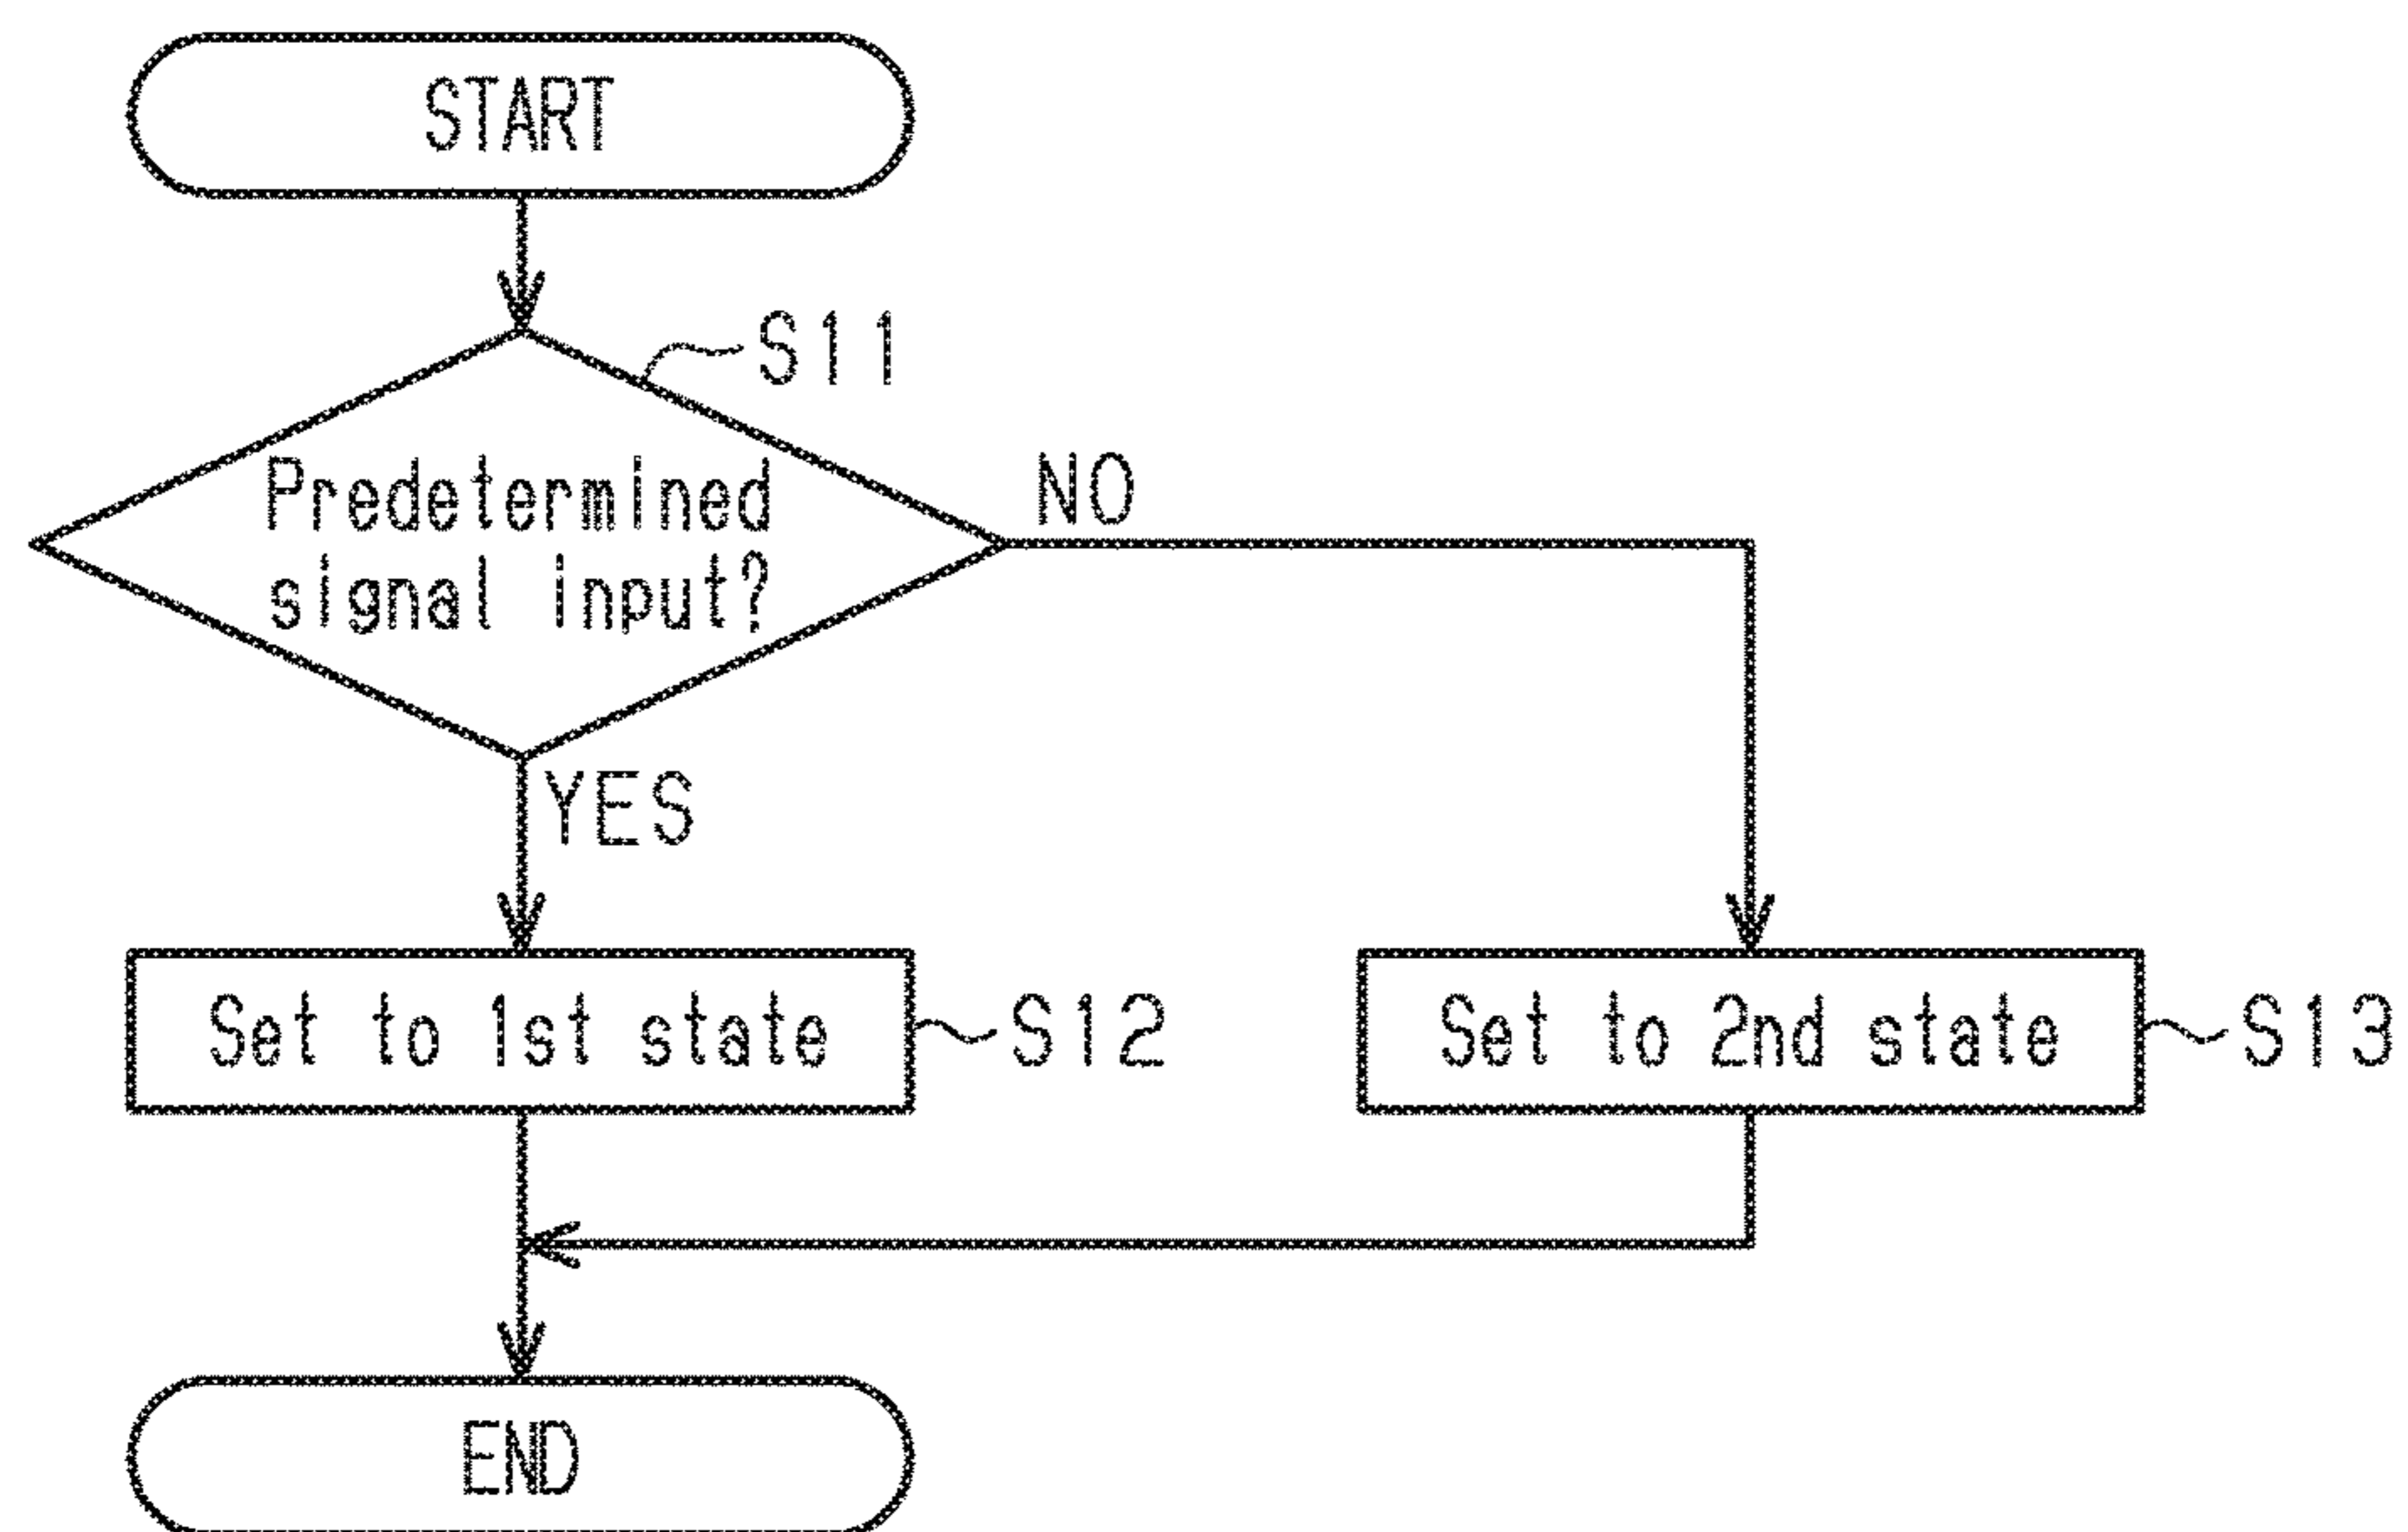 START
S11
Predetermined
signal input?
NO
YES
Set to 1st state
S12
Set to 2nd state
S13
END